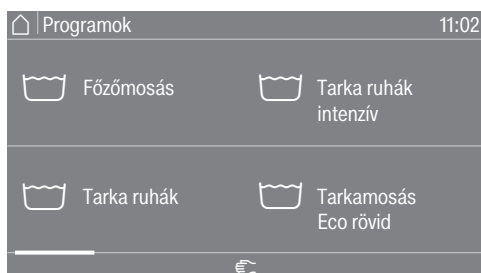 Programok
11:02
Főzőmosás
Tarka ruhák
intenzív
Tarka ruhák
Tarkamosás
Eco rövid